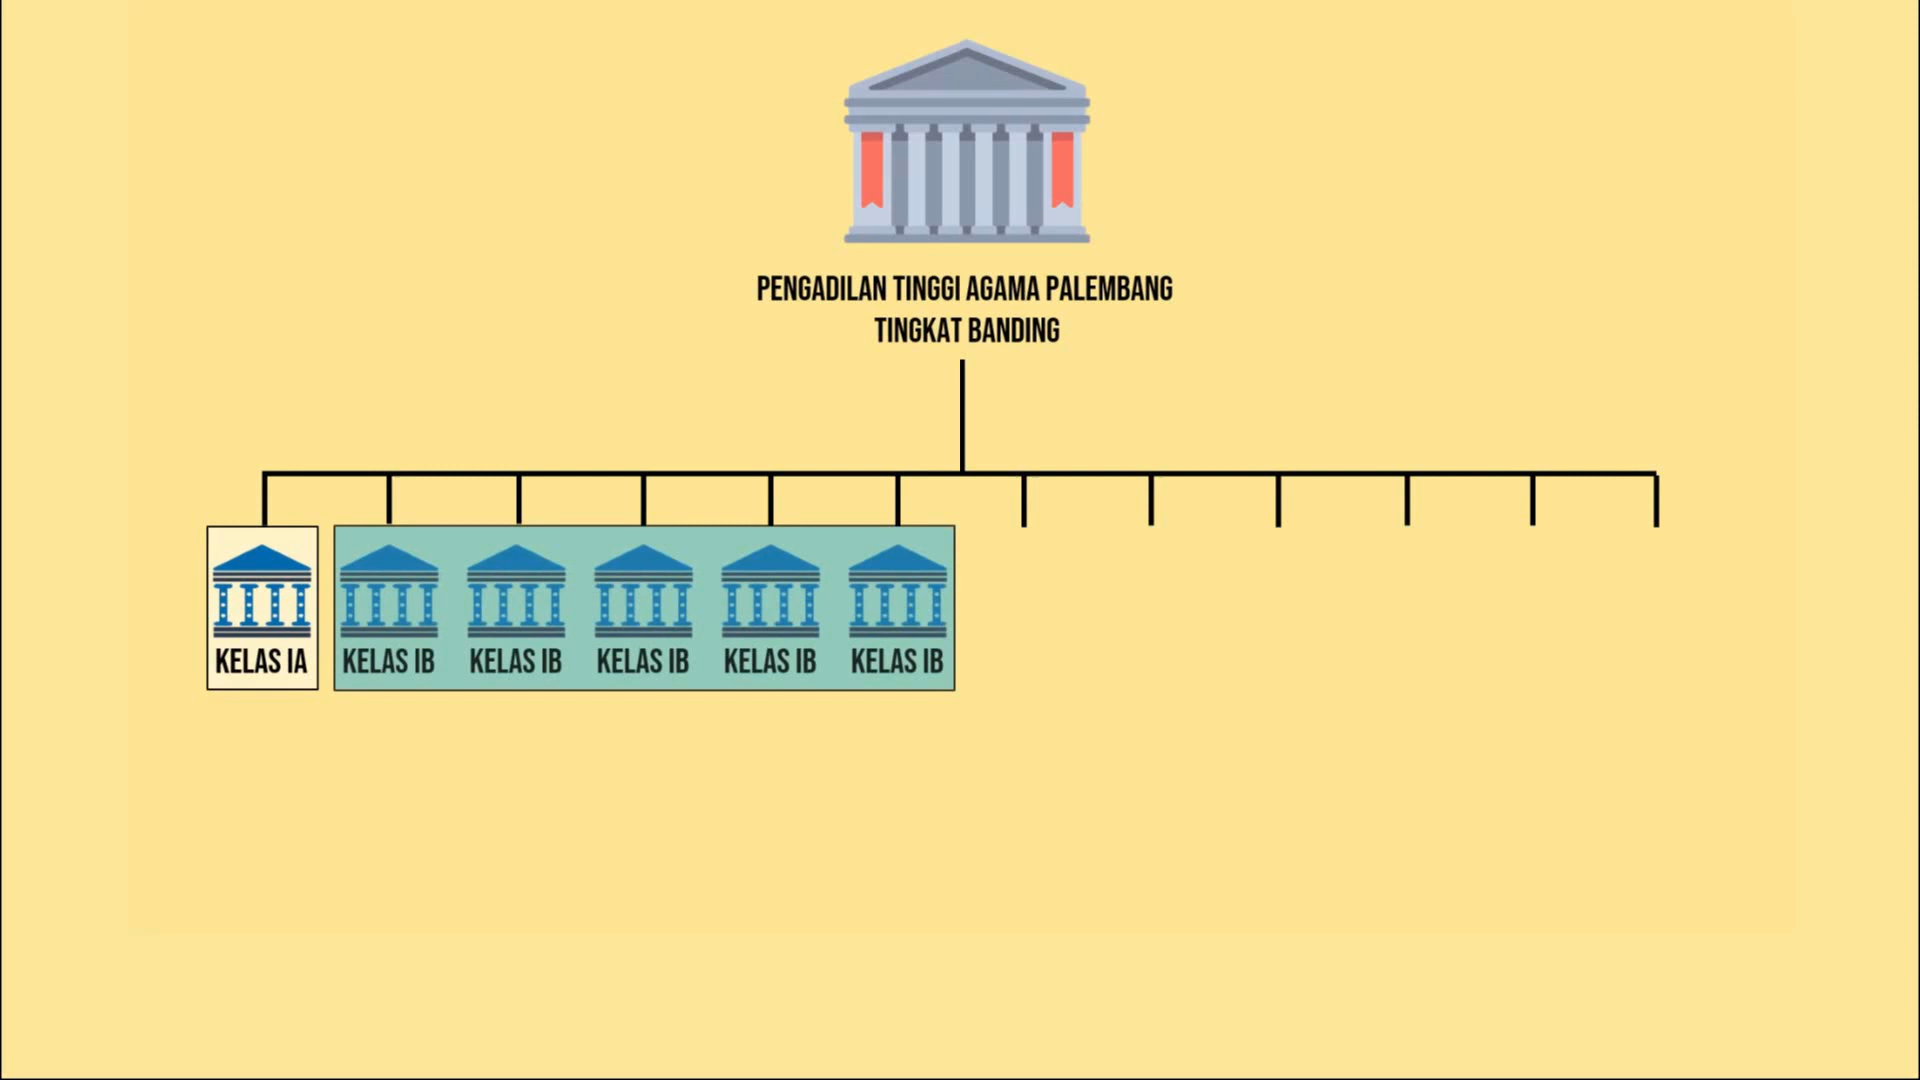 PENGADILAN TINGGI AGAMA PALEMBANG
TINGKAT BANDING
KELAS IA
KELAS IB
KELAS IB
KELAS IB
KELAS IB
KELAS IB